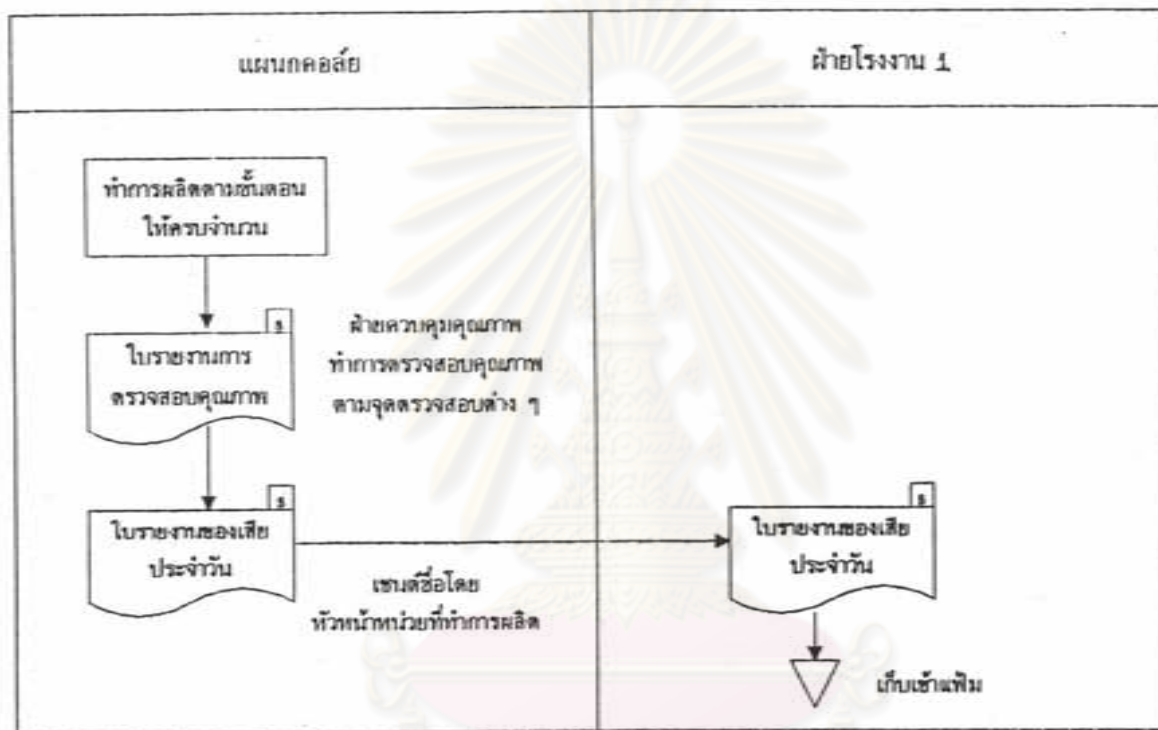 แผนกคอล์ย
ฝ่ายโรงงาน 1
ทำการผลิตตามขั้นตอน
ให้ครบจำนวน
ใบรายงานการ
ตรวจสอบคุณภาพ
ฝ่ายควบคุมคุณภาพ
ทำการตรวจสอบคุณภาพ
ตามจุดตรวจสอบต่าง ๆ
ใบรายงานของเสีย
ประจำวัน
เซนต์ชื่อโดย
หัวหน้าหน่วยที่ทำการผลิต
ใบรายงานของเสีย
ประจำวัน
เก็บเข้าแฟ้ม